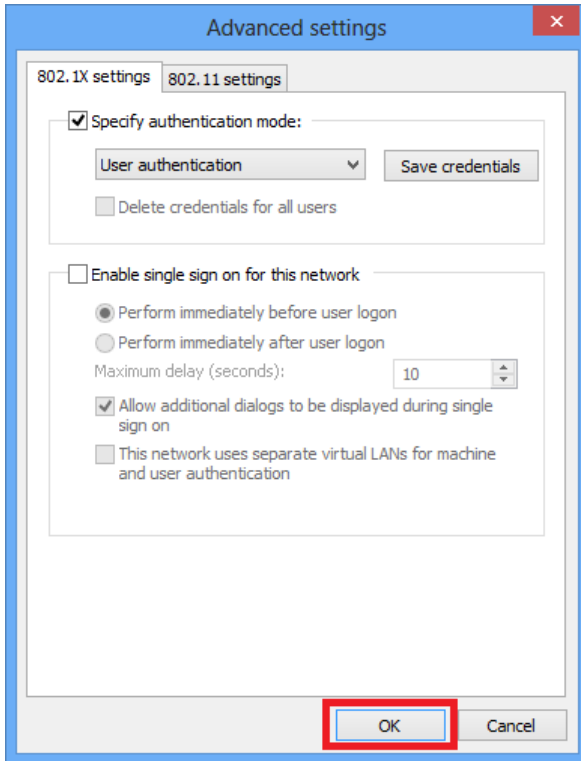 Advanced settings
802.1X settings 802.11 settings
Specify authentication mode:
User authentication Save credentials
Delete credentials for all users
Enable single sign on for this network
Perform immediately before user logon
Perform immediately after user logon
Maximum delay (seconds): 10
Allow additional dialogs to be displayed during single
sign on
This network uses separate virtual LANs for machine
and user authentication
OK Cancel